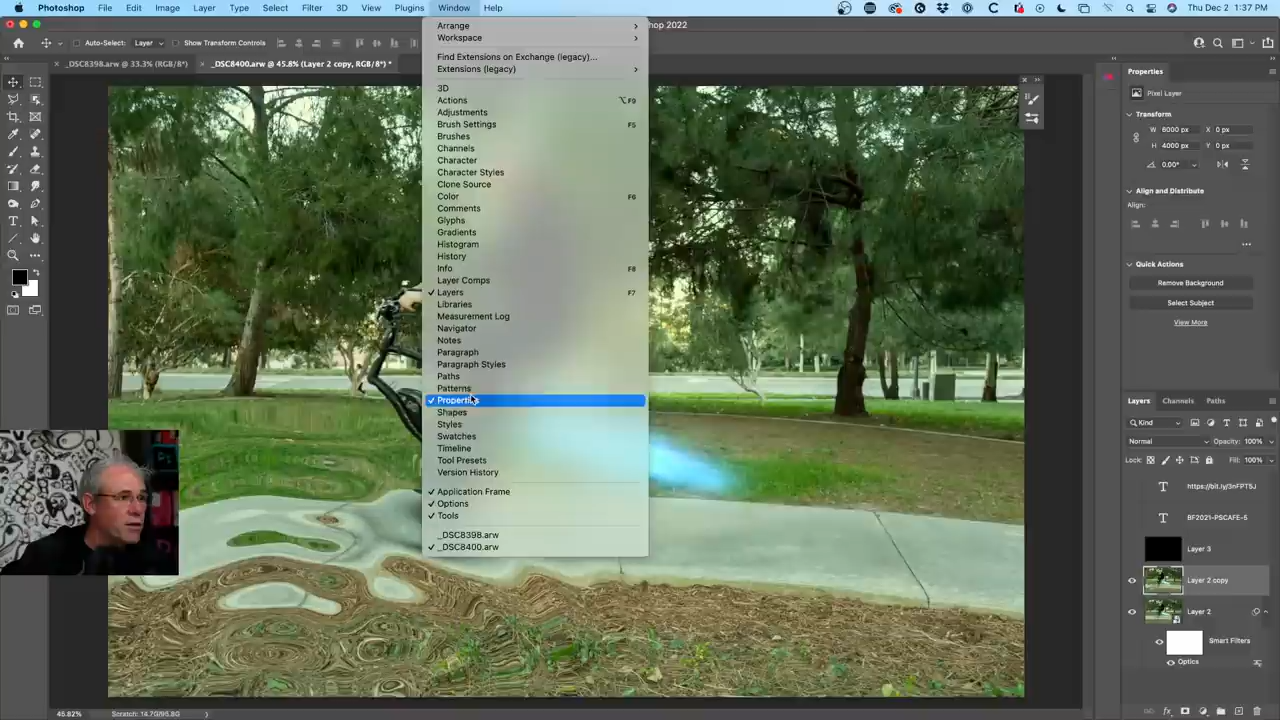 Photoshop File Edit Image Layer Type Select Filter 3D View Plugins Window Help Thu Dec 2 1:37 PM
shop 2022
Auto-Select: Layer Show Transform Controls
_DSC8398.arw @ 33.3% (RGB/8*)
_DSC8400.arw @ 45.8% (Layer 2 copy, RGB/8*) *
Arrange
Workspace
Find Extensions on Exchange (legacy)...
Extensions (legacy)
3D
Actions ⌥F9
Adjustments
Brush Settings F5
Brushes
Channels
Character
Character Styles
Clone Source
Color F6
Comments
Glyphs
Gradients
Histogram
History
Info F8
Layer Comps
Layers F7
Libraries
Measurement Log
Navigator
Notes
Paragraph
Paragraph Styles
Paths
Patterns
Properties
Shapes
Styles
Swatches
Timeline
Tool Presets
Version History
Application Frame
Options
Tools
_DSC8398.arw
_DSC8400.arw
Properties
Pixel Layer
Transform
W 6000 px X 0 px
H 4000 px Y 0 px
0.00°
Align and Distribute
Align:
Quick Actions
Remove Background
Select Subject
View More
Layers Channels Paths
Kind
Normal Opacity: 100%
Lock: Fill: 100%
https://bit.ly/3nFPT5J
BF2021-PSCAFE-5
Layer 3
Layer 2 copy
Layer 2
Smart Filters
Optics
45.82% Scratch: 14.7G/95.8G